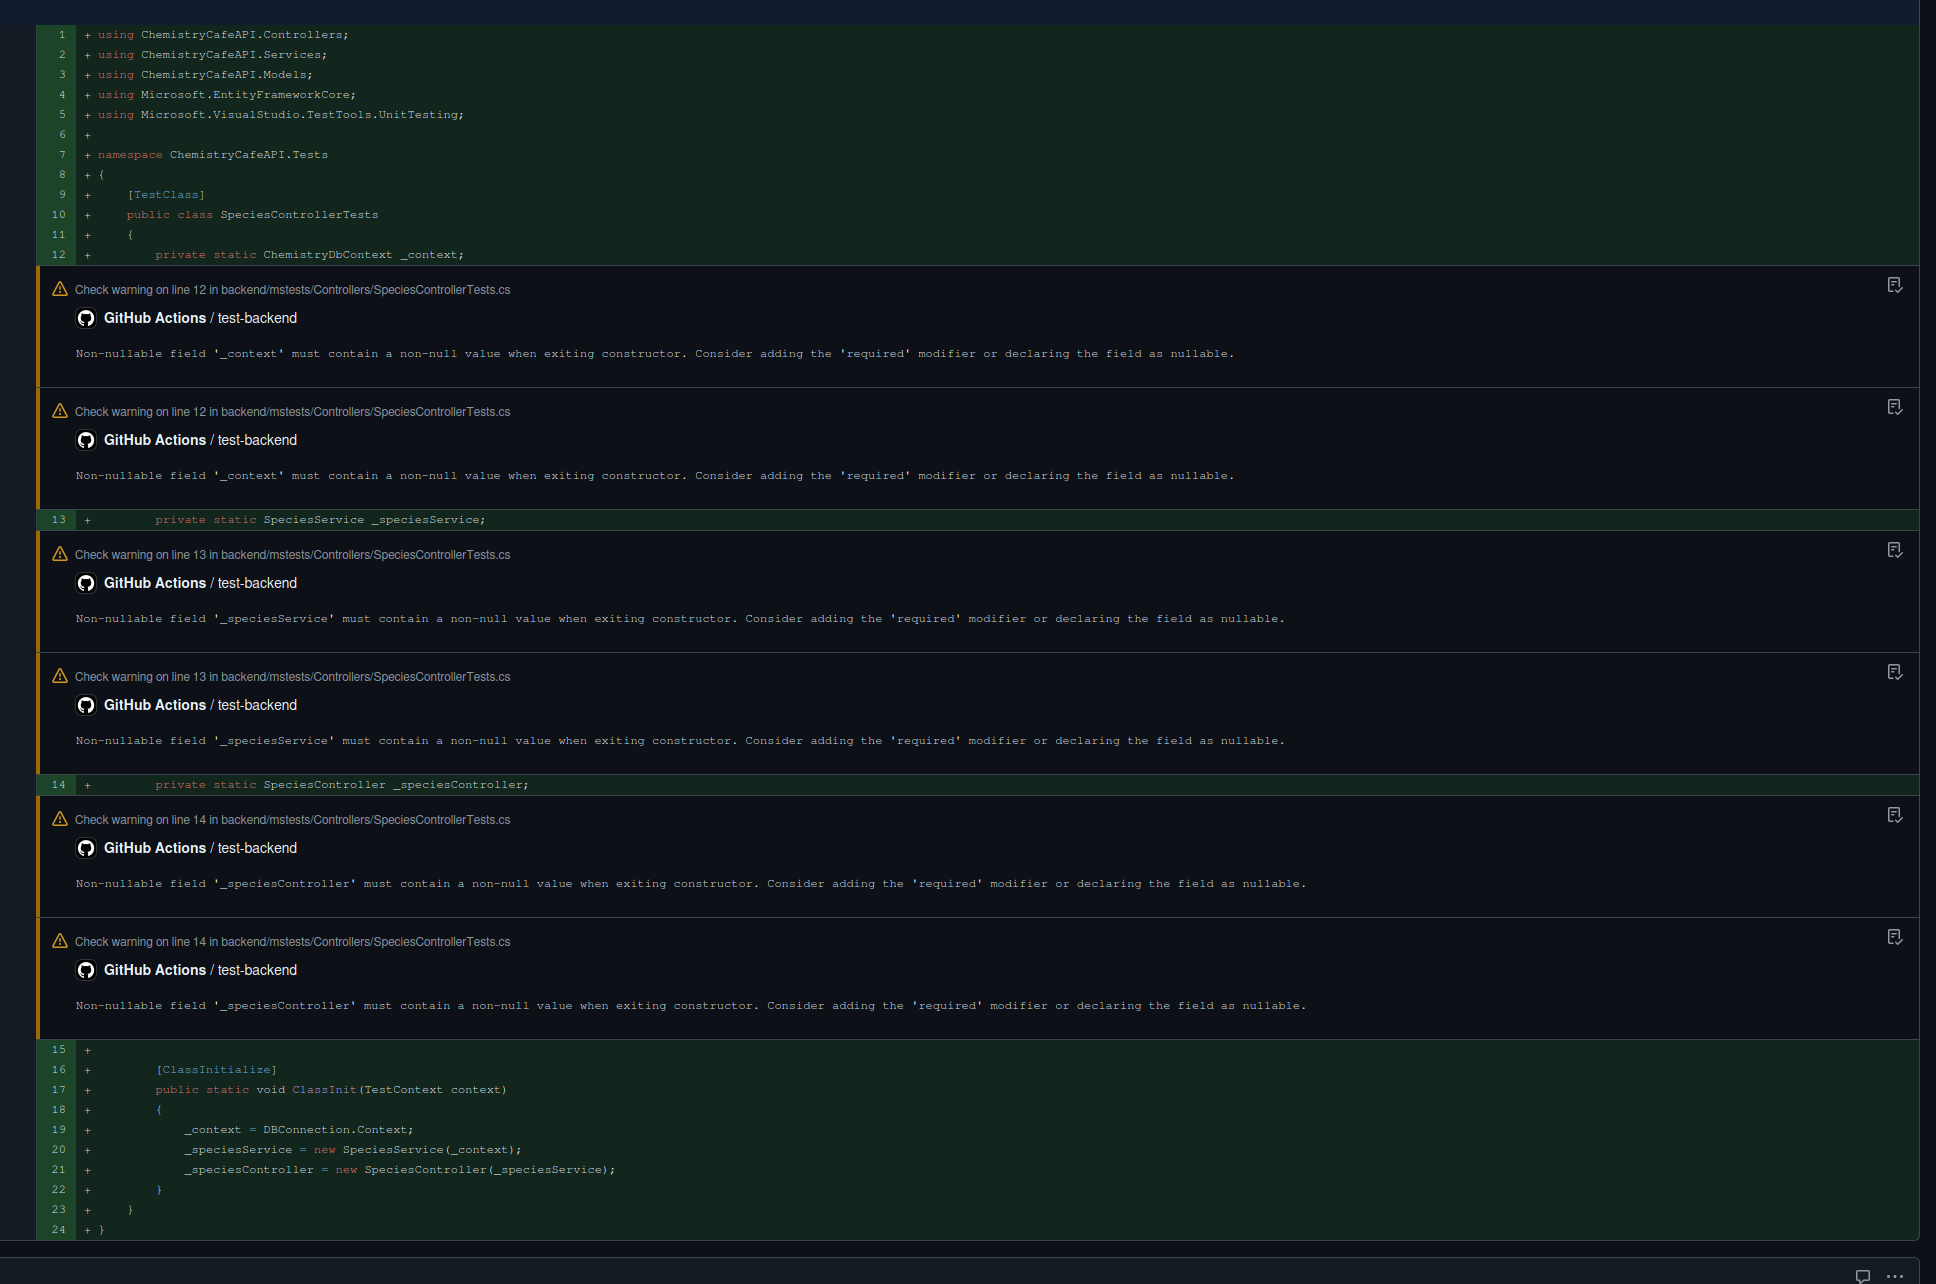 1 + using ChemistryCafeAPI.Controllers;
2 + using ChemistryCafeAPI.Services;
3 + using ChemistryCafeAPI.Models;
4 + using Microsoft.EntityFrameworkCore;
5 + using Microsoft.VisualStudio.TestTools.UnitTesting;
6 +
7 + namespace ChemistryCafeAPI.Tests
8 + {
9 +     [TestClass]
10 +     public class SpeciesControllerTests
11 +     {
12 +         private static ChemistryDbContext _context;
Check warning on line 12 in backend/mstests/Controllers/SpeciesControllerTests.cs
GitHub Actions / test-backend
Non-nullable field '_context' must contain a non-null value when exiting constructor. Consider adding the 'required' modifier or declaring the field as nullable.
Check warning on line 12 in backend/mstests/Controllers/SpeciesControllerTests.cs
GitHub Actions / test-backend
Non-nullable field '_context' must contain a non-null value when exiting constructor. Consider adding the 'required' modifier or declaring the field as nullable.
13 +         private static SpeciesService _speciesService;
Check warning on line 13 in backend/mstests/Controllers/SpeciesControllerTests.cs
GitHub Actions / test-backend
Non-nullable field '_speciesService' must contain a non-null value when exiting constructor. Consider adding the 'required' modifier or declaring the field as nullable.
Check warning on line 13 in backend/mstests/Controllers/SpeciesControllerTests.cs
GitHub Actions / test-backend
Non-nullable field '_speciesService' must contain a non-null value when exiting constructor. Consider adding the 'required' modifier or declaring the field as nullable.
14 +         private static SpeciesController _speciesController;
Check warning on line 14 in backend/mstests/Controllers/SpeciesControllerTests.cs
GitHub Actions / test-backend
Non-nullable field '_speciesController' must contain a non-null value when exiting constructor. Consider adding the 'required' modifier or declaring the field as nullable.
Check warning on line 14 in backend/mstests/Controllers/SpeciesControllerTests.cs
GitHub Actions / test-backend
Non-nullable field '_speciesController' must contain a non-null value when exiting constructor. Consider adding the 'required' modifier or declaring the field as nullable.
15 +
16 +         [ClassInitialize]
17 +         public static void ClassInit(TestContext context)
18 +         {
19 +             _context = DBConnection.Context;
20 +             _speciesService = new SpeciesService(_context);
21 +             _speciesController = new SpeciesController(_speciesService);
22 +         }
23 +     }
24 + }